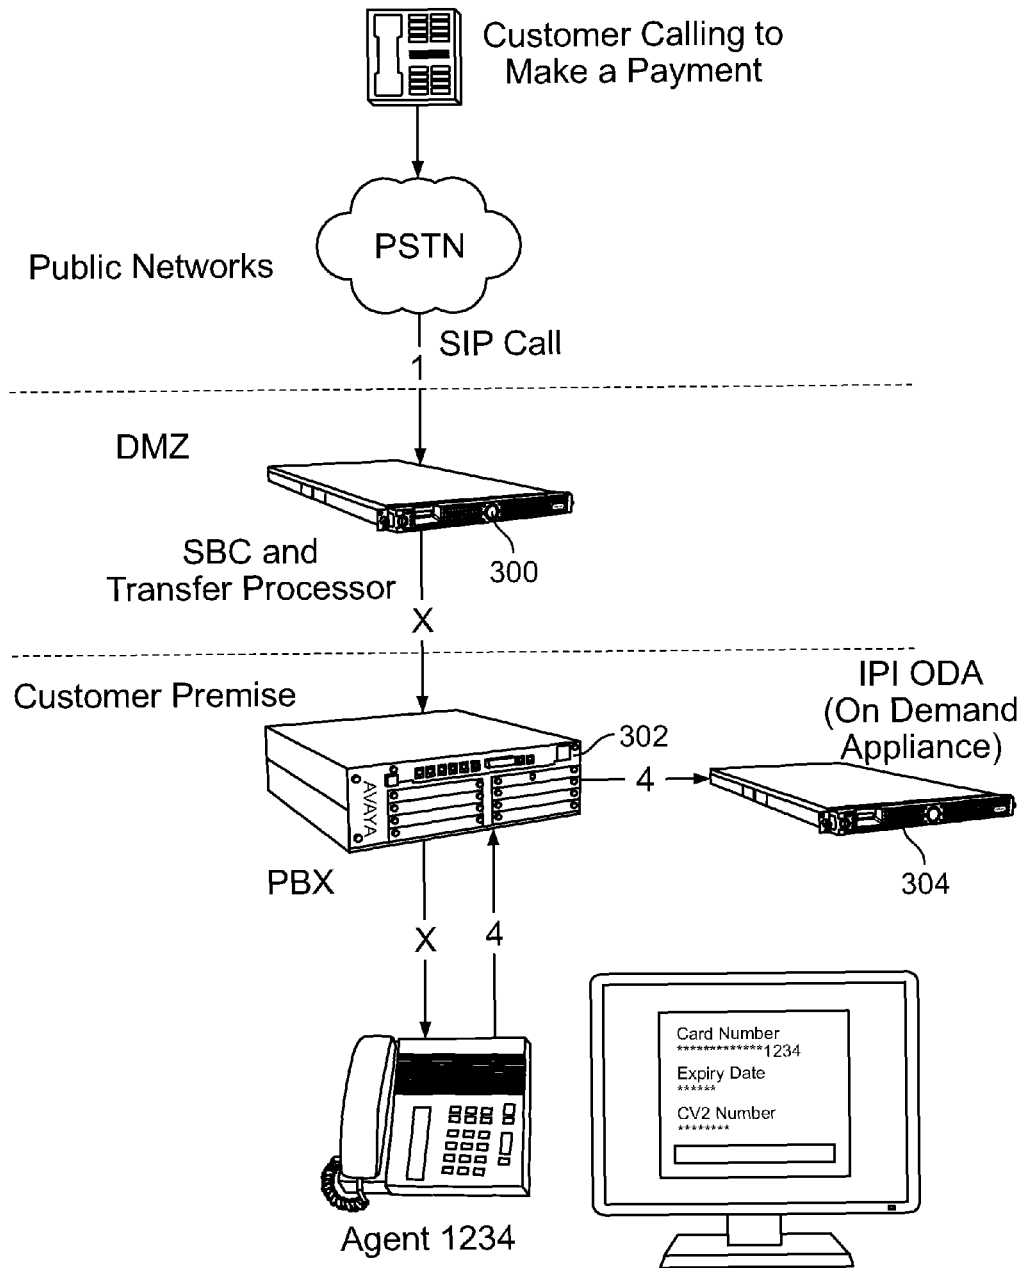 Customer Calling to
Make a Payment
PSTN
Public Networks
SIP Call
1
DMZ
SBC and
Transfer Processor
300
X
Customer Premise
IPI ODA
(On Demand
Appliance)
302
4
AVAYA
304
PBX
X
4
Card Number
*************1234
Expiry Date
******
CV2 Number
********
Agent 1234